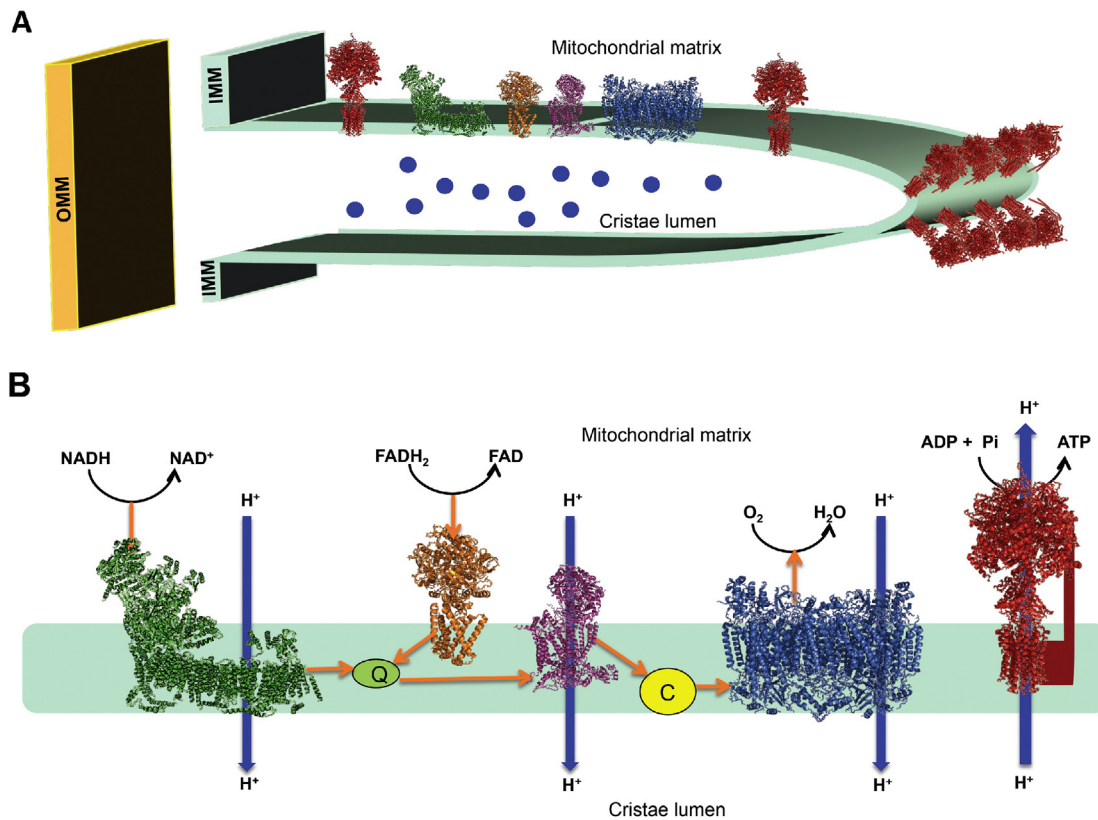 A
Mitochondrial matrix
IMM
OMM
Cristae lumen
IMM
B
Mitochondrial matrix
H⁺
NADH
NAD⁺
FADH₂
FAD
ADP + Pi
ATP
H⁺
H⁺
O₂
H₂O
H⁺
Q
C
H⁺
H⁺
H⁺
H⁺
Cristae lumen